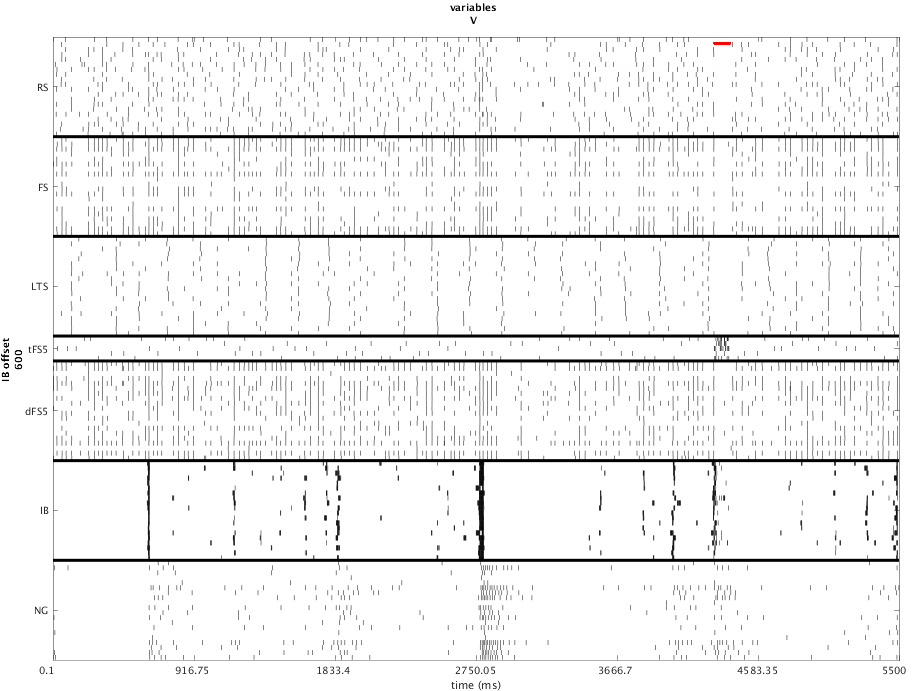 variables
V
RS
FS
LTS
tFS5
dFS5
IB
NG
IB offset
600
0.1 916.75 1833.4 2750.05 3666.7 4583.35 5500
time (ms)